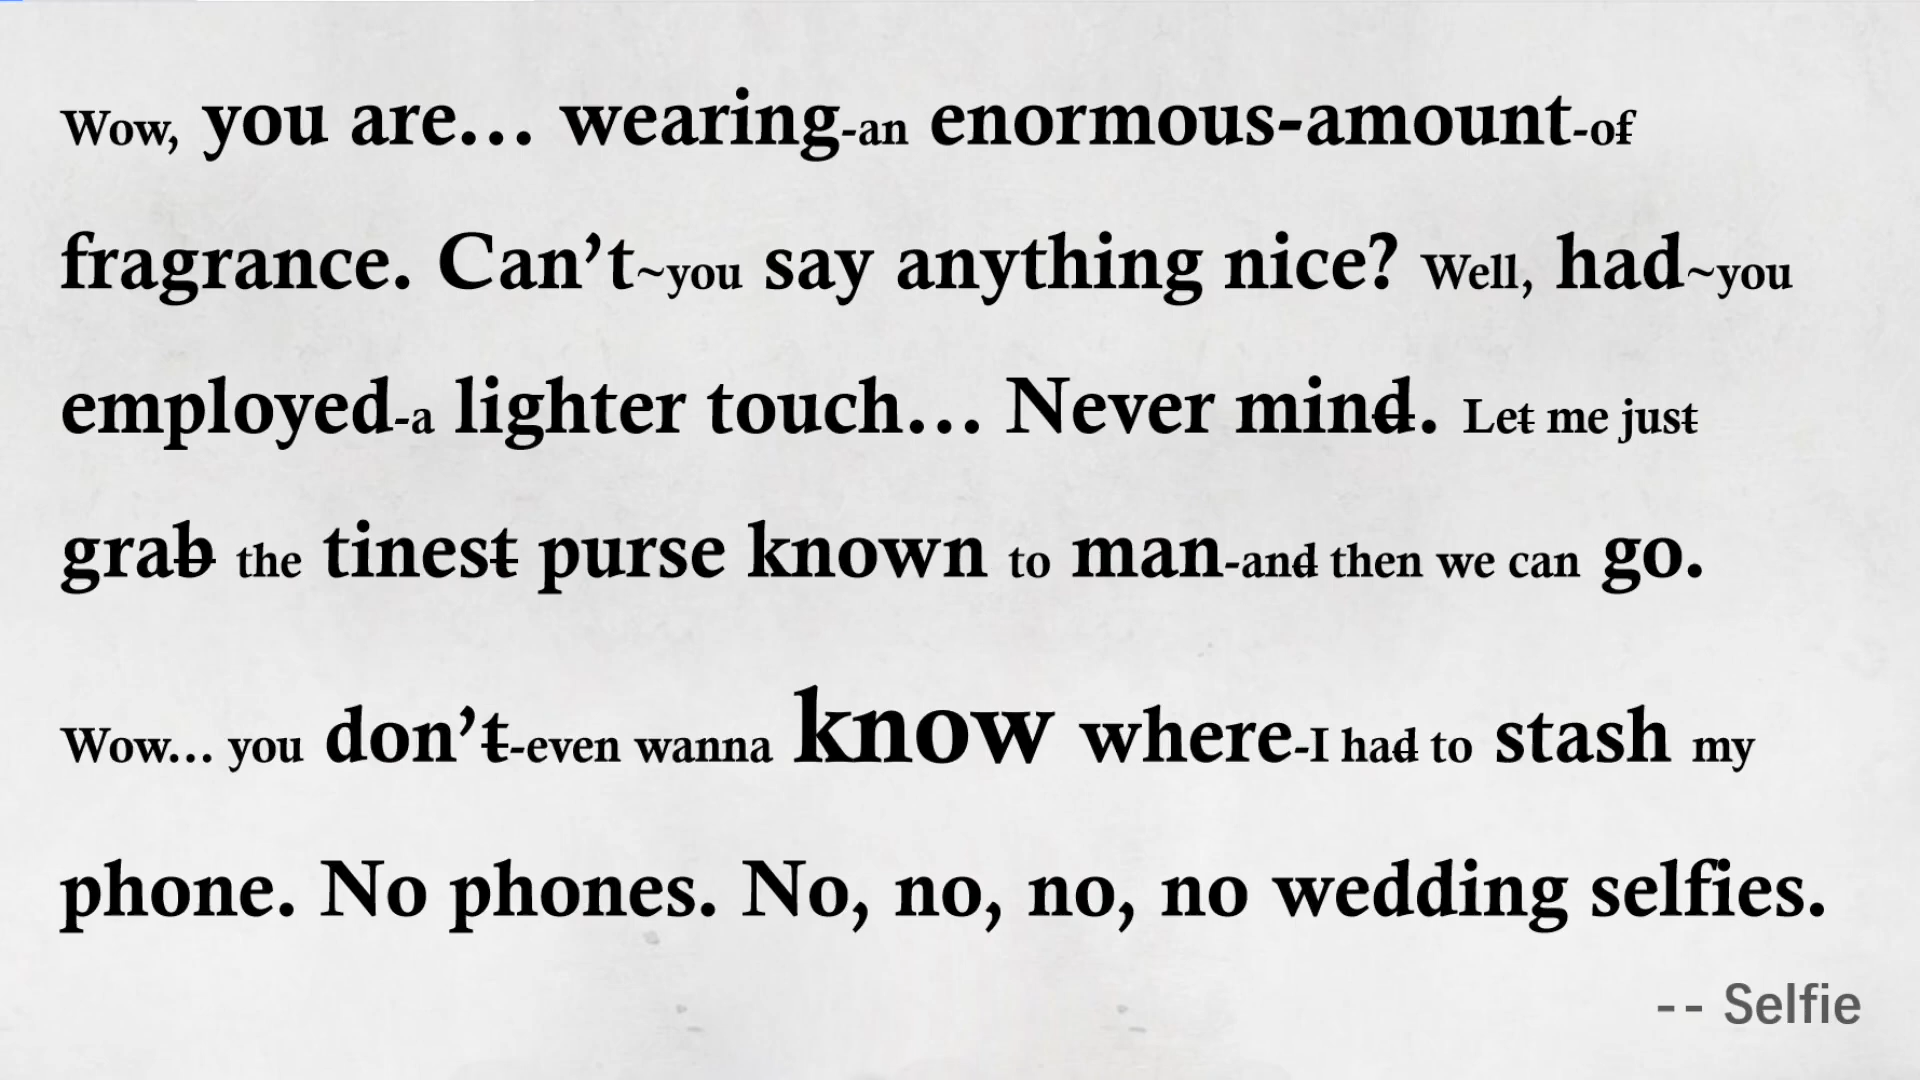 Wow, you are... wearing-an enormous-amount-of
fragrance. Can't~you say anything nice? Well, had~you
employed-a lighter touch... Never mind. Let me just
grab the tinest purse known to man-and then we can go.
Wow... you don't-even wanna know where-I had to stash my
phone. No phones. No, no, no, no wedding selfies.
-- Selfie